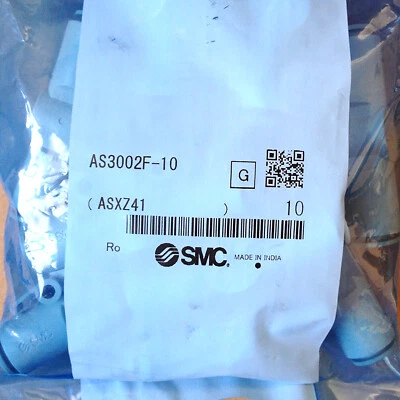 AS3002F-10
G
( ASXZ41 ) 10
Ro
SMC.
MADE IN INDIA